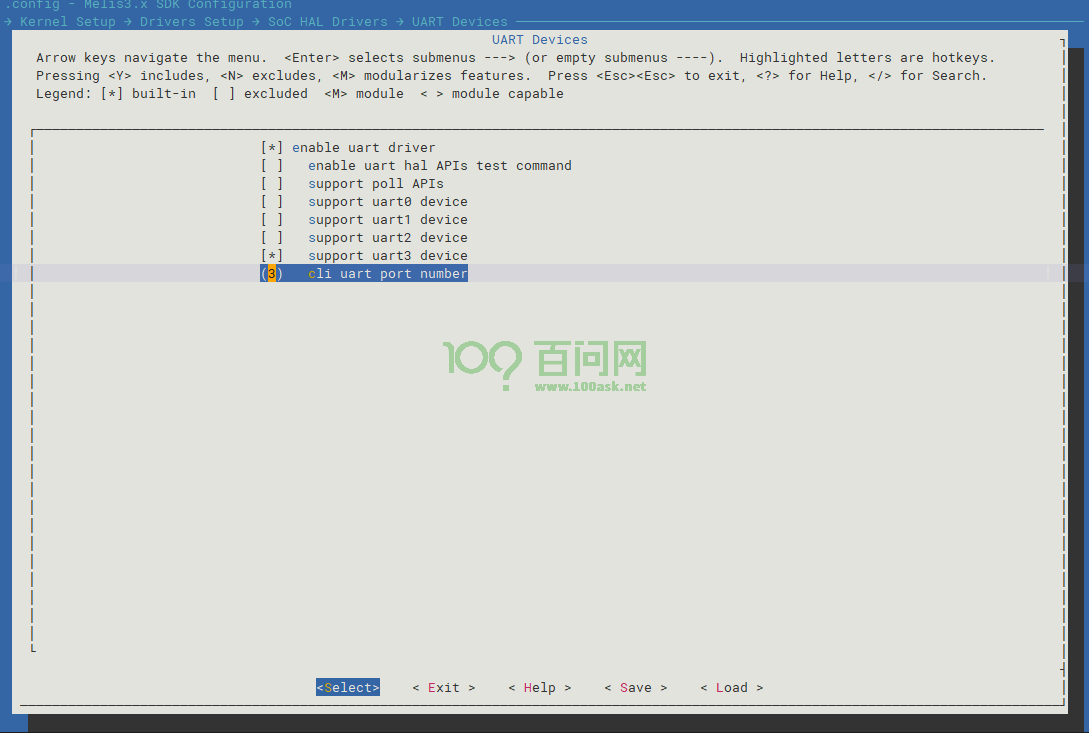 .config - Melis3.x SDK Configuration
→ Kernel Setup → Drivers Setup → SoC HAL Drivers → UART Devices
UART Devices
Arrow keys navigate the menu.  <Enter> selects submenus ---> (or empty submenus ----).  Highlighted letters are hotkeys.
Pressing <Y> includes, <N> excludes, <M> modularizes features.  Press <Esc><Esc> to exit, <?> for Help, </> for Search.
Legend: [*] built-in  [ ] excluded  <M> module  < > module capable
[*] enable uart driver
[ ]   enable uart hal APIs test command
[ ]   support poll APIs
[ ]   support uart0 device
[ ]   support uart1 device
[ ]   support uart2 device
[*]   support uart3 device
(3)   cli uart port number
100? 百问网
www.100ask.net
<Select>    < Exit >    < Help >    < Save >    < Load >